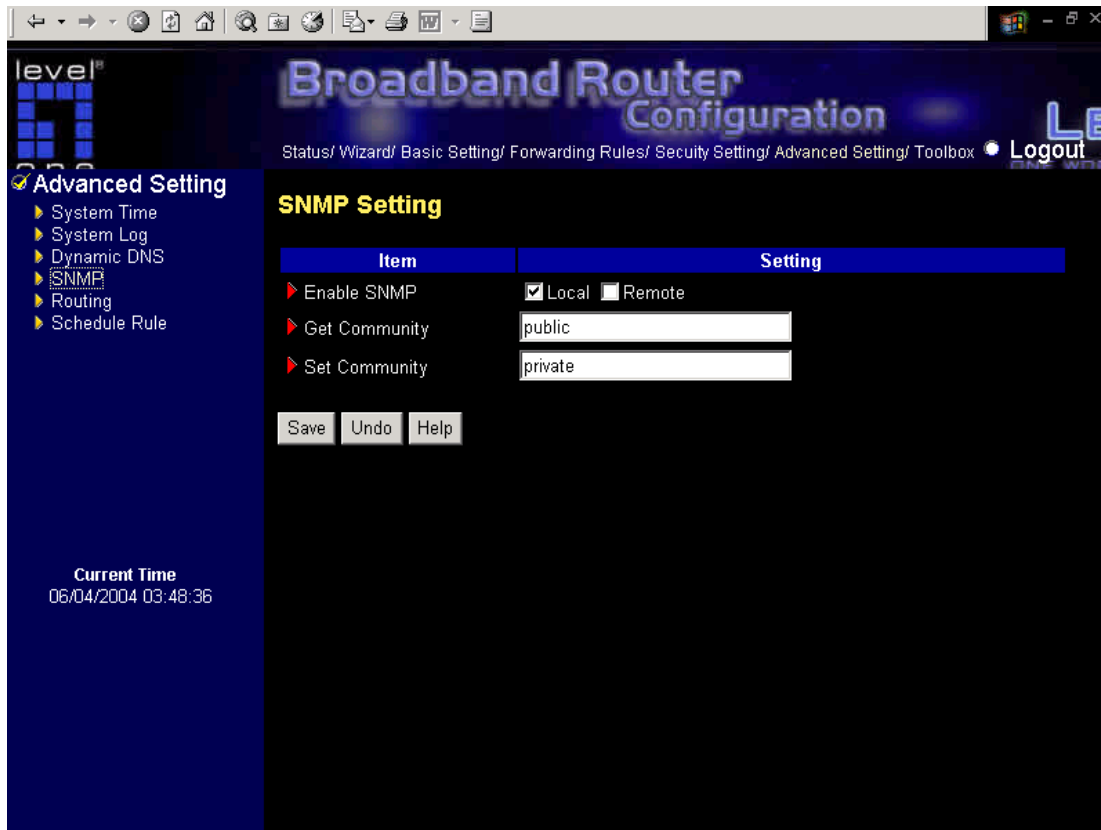 level®
one
Broadband Router
Configuration
Status/ Wizard/ Basic Setting/ Forwarding Rules/ Secuity Setting/ Advanced Setting/ Toolbox Logout
Advanced Setting
System Time
System Log
Dynamic DNS
SNMP
Routing
Schedule Rule
SNMP Setting
Item Setting
Enable SNMP Local Remote
Get Community public
Set Community private
Save Undo Help
Current Time
06/04/2004 03:48:36